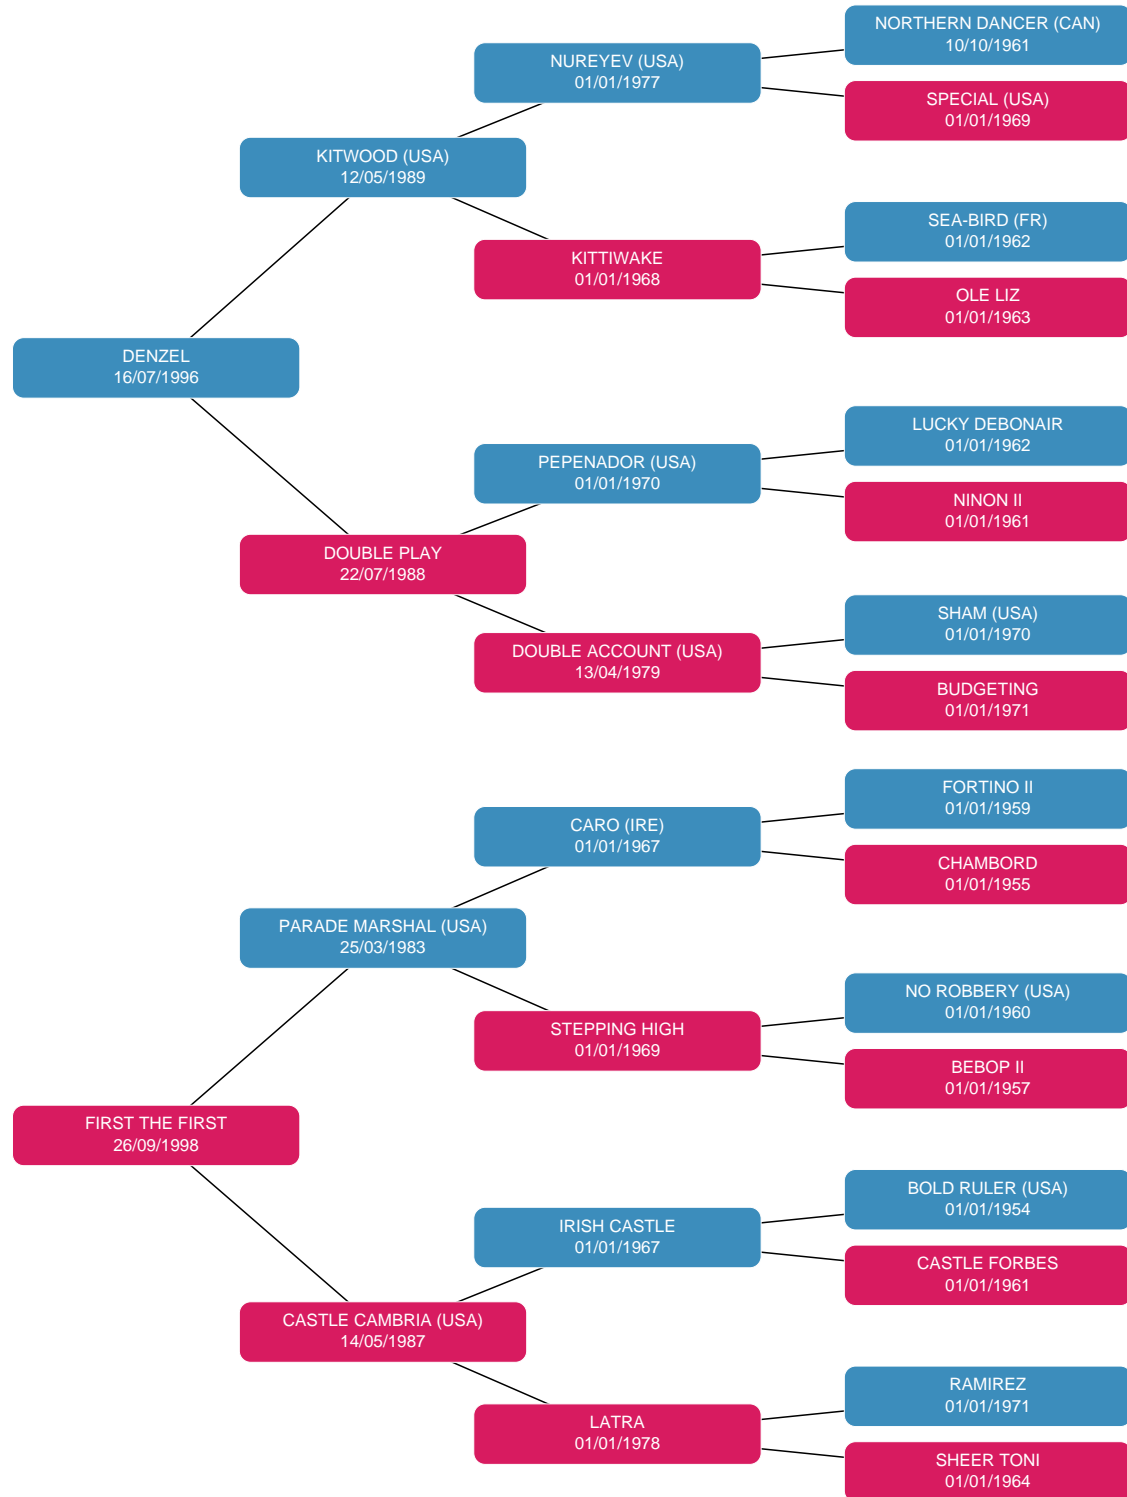 NORTHERN DANCER (CAN)
10/10/1961
NUREYEV (USA)
01/01/1977
SPECIAL (USA)
01/01/1969
KITWOOD (USA)
12/05/1989
SEA-BIRD (FR)
01/01/1962
KITTIWAKE
01/01/1968
OLE LIZ
01/01/1963
DENZEL
16/07/1996
LUCKY DEBONAIR
01/01/1962
PEPENADOR (USA)
01/01/1970
NINON II
01/01/1961
DOUBLE PLAY
22/07/1988
SHAM (USA)
01/01/1970
DOUBLE ACCOUNT (USA)
13/04/1979
BUDGETING
01/01/1971
FORTINO II
01/01/1959
CARO (IRE)
01/01/1967
CHAMBORD
01/01/1955
PARADE MARSHAL (USA)
25/03/1983
NO ROBBERY (USA)
01/01/1960
STEPPING HIGH
01/01/1969
BEBOP II
01/01/1957
FIRST THE FIRST
26/09/1998
BOLD RULER (USA)
01/01/1954
IRISH CASTLE
01/01/1967
CASTLE FORBES
01/01/1961
CASTLE CAMBRIA (USA)
14/05/1987
RAMIREZ
01/01/1971
LATRA
01/01/1978
SHEER TONI
01/01/1964